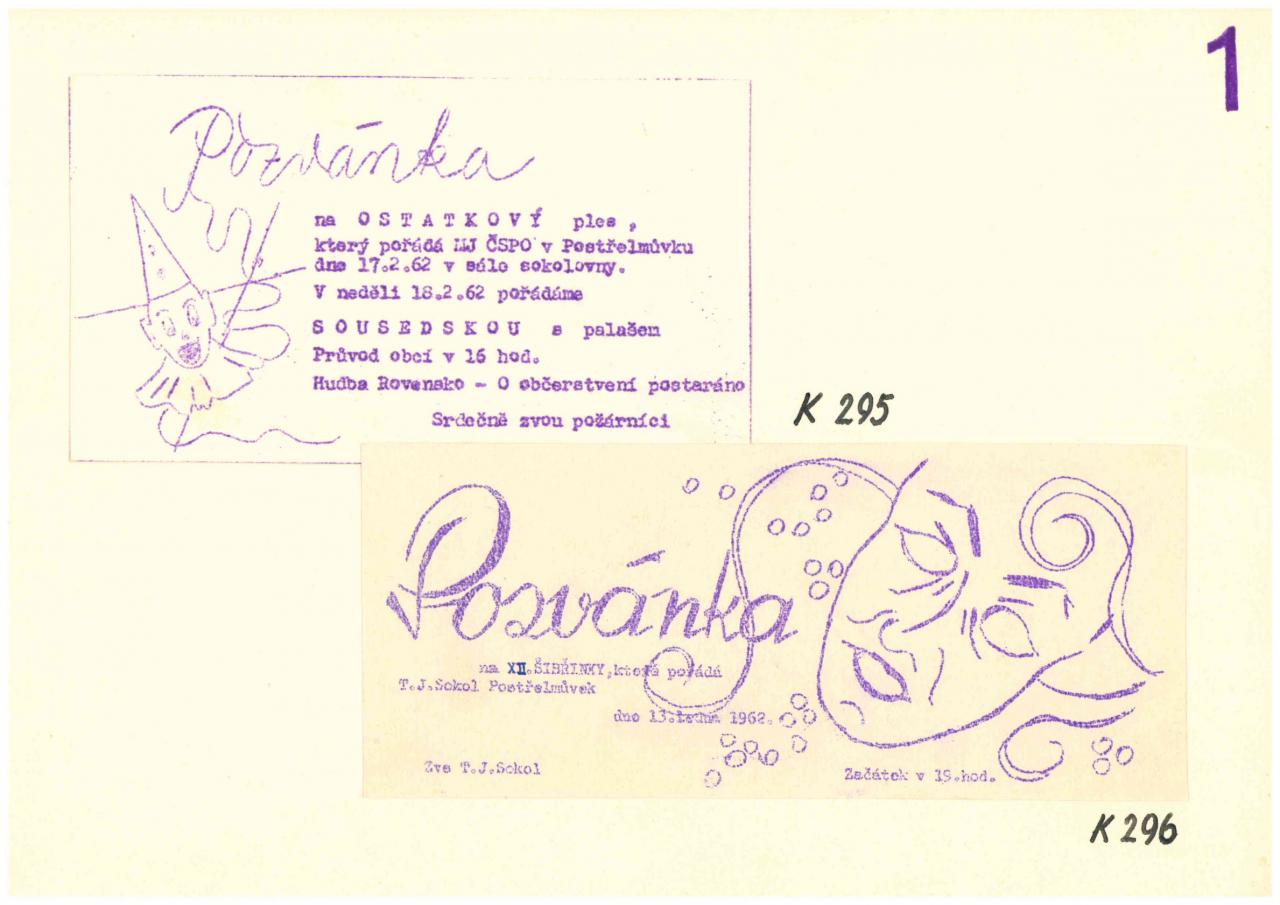 1
Pozvánka
na OSTATKOVÝ ples,
který pořádá MJ ČSPO v Postřelmůvku
dne 17.2.62 v sále sokolovny.
V neděli 18.2.62 pořádáme
SOUSEDSKOU s palašem
Průvod obcí v 16 hod.
Hudba Rovensko - O občerstvení postaráno
Srdečně zvou požárníci
K 295
Pozvánka
na XII.ŠIBŘINKY,které pořádá
T.J.Sokol Postřelmůvek
dne 13.ledna 1962.
Zve T.J.Sokol
Začátek v 19.hod.
K 296